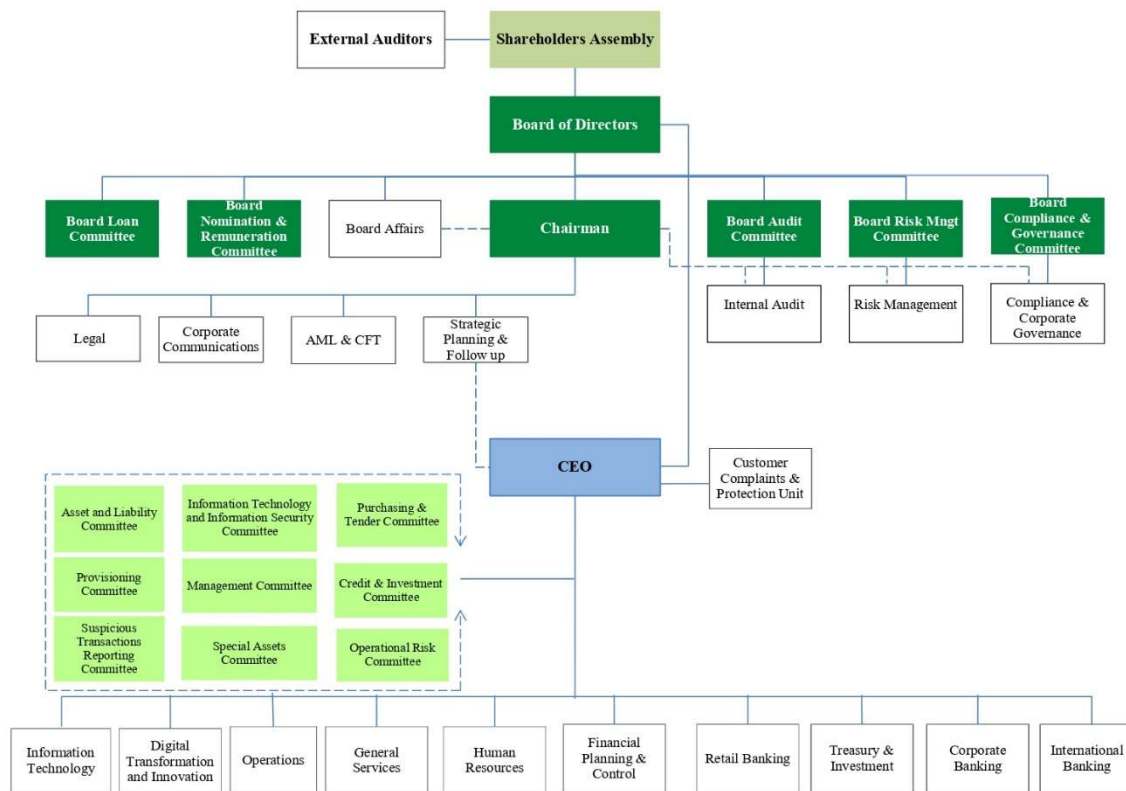 External Auditors
Shareholders Assembly
Board of Directors
Board Loan
Committee
Board
Nomination &
Remuneration
Committee
Board Affairs
Chairman
Board Audit
Committee
Board Risk Mngt
Committee
Board
Compliance &
Governance
Committee
Legal
Corporate
Communications
AML & CFT
Strategic
Planning &
Follow up
Internal Audit
Risk Management
Compliance &
Corporate
Governance
CEO
Customer
Complaints &
Protection Unit
Asset and Liability
Committee
Information Technology
and Information Security
Committee
Purchasing &
Tender Committee
Provisioning
Committee
Management Committee
Credit & Investment
Committee
Suspicious
Transactions
Reporting
Committee
Special Assets
Committee
Operational Risk
Committee
Information
Technology
Digital
Transformation
and Innovation
Operations
General
Services
Human
Resources
Financial
Planning &
Control
Retail Banking
Treasury &
Investment
Corporate
Banking
International
Banking